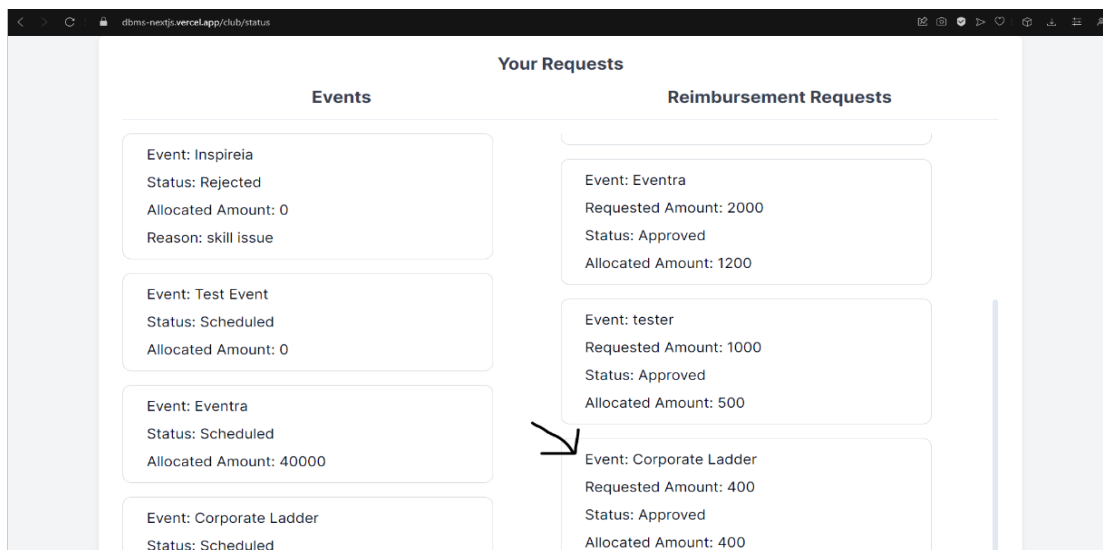 dbms-nextjs.vercel.app/club/status
Your Requests
Events
Event: Inspireia
Status: Rejected
Allocated Amount: 0
Reason: skill issue
Event: Test Event
Status: Scheduled
Allocated Amount: 0
Event: Eventra
Status: Scheduled
Allocated Amount: 40000
Event: Corporate Ladder
Status: Scheduled
Reimbursement Requests
Event: Eventra
Requested Amount: 2000
Status: Approved
Allocated Amount: 1200
Event: tester
Requested Amount: 1000
Status: Approved
Allocated Amount: 500
Event: Corporate Ladder
Requested Amount: 400
Status: Approved
Allocated Amount: 400